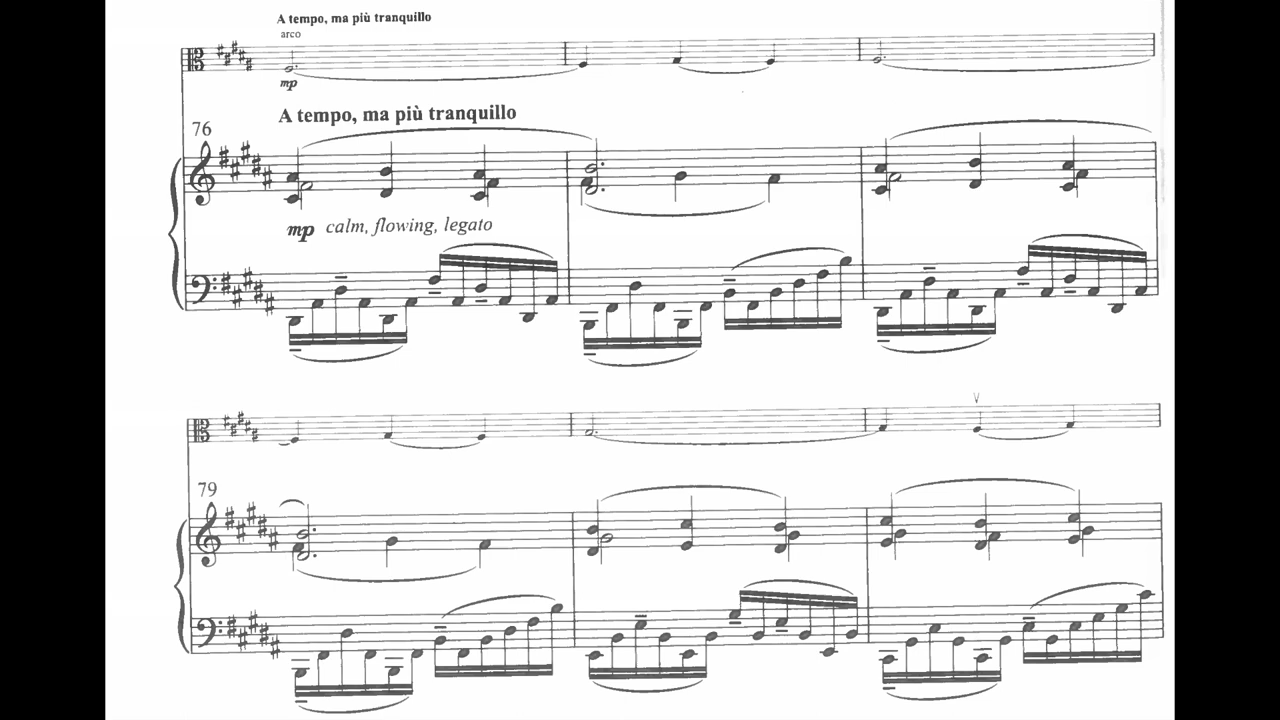 A tempo, ma più tranquillo
arco
mp
A tempo, ma più tranquillo
76
mp calm, flowing, legato
79